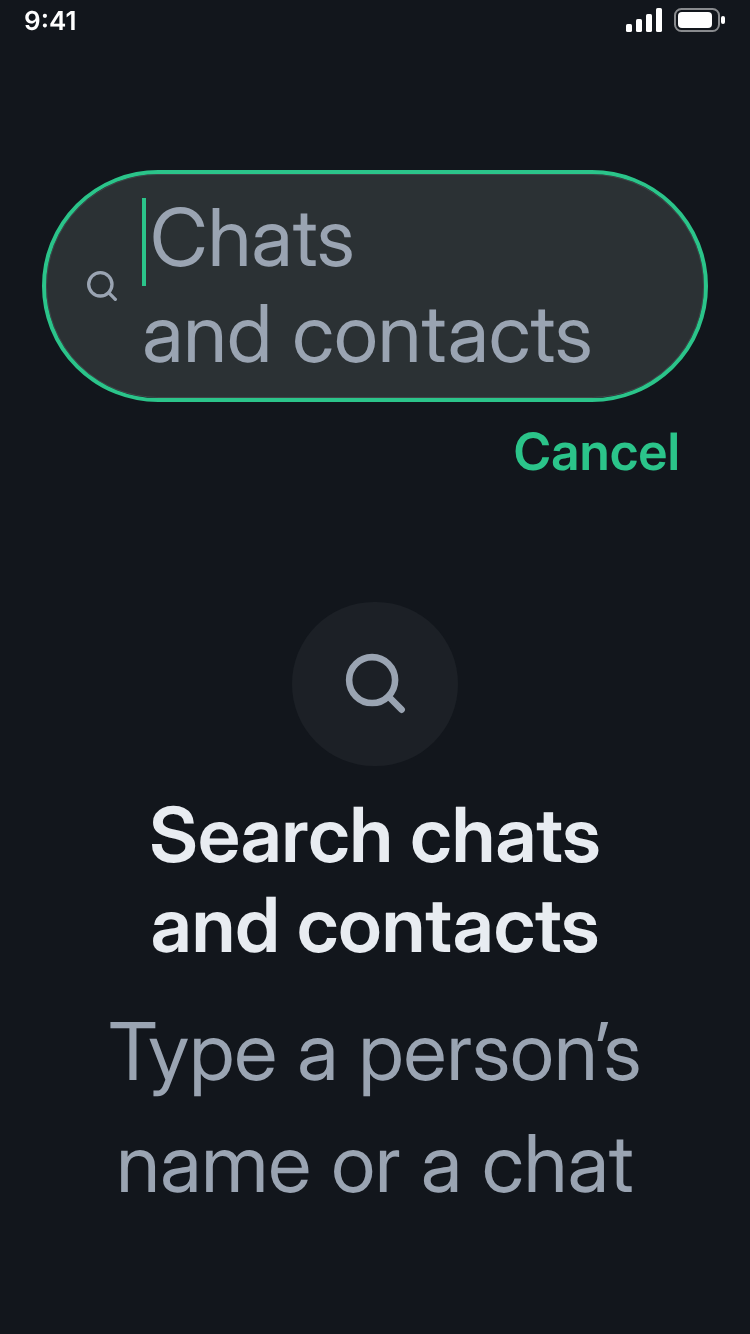 9:41
Chats
and contacts
Cancel
Search chats
and contacts
Type a person’s
name or a chat